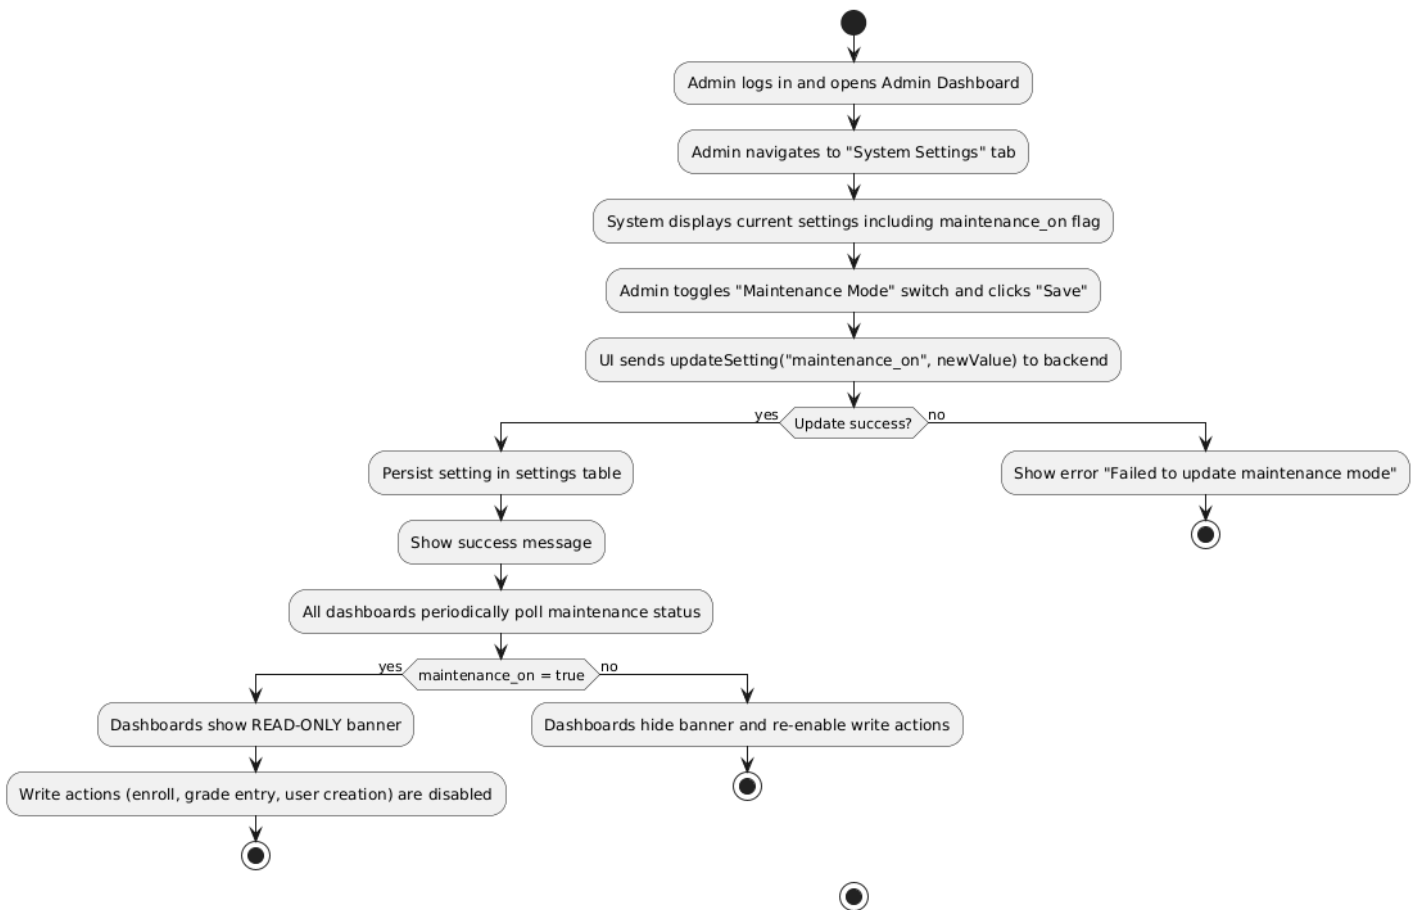 Admin logs in and opens Admin Dashboard
Admin navigates to "System Settings" tab
System displays current settings including maintenance_on flag
Admin toggles "Maintenance Mode" switch and clicks "Save"
UI sends updateSetting("maintenance_on", newValue) to backend
yes
Update success?
no
Persist setting in settings table
Show error "Failed to update maintenance mode"
Show success message
All dashboards periodically poll maintenance status
yes
maintenance_on = true
no
Dashboards show READ-ONLY banner
Dashboards hide banner and re-enable write actions
Write actions (enroll, grade entry, user creation) are disabled